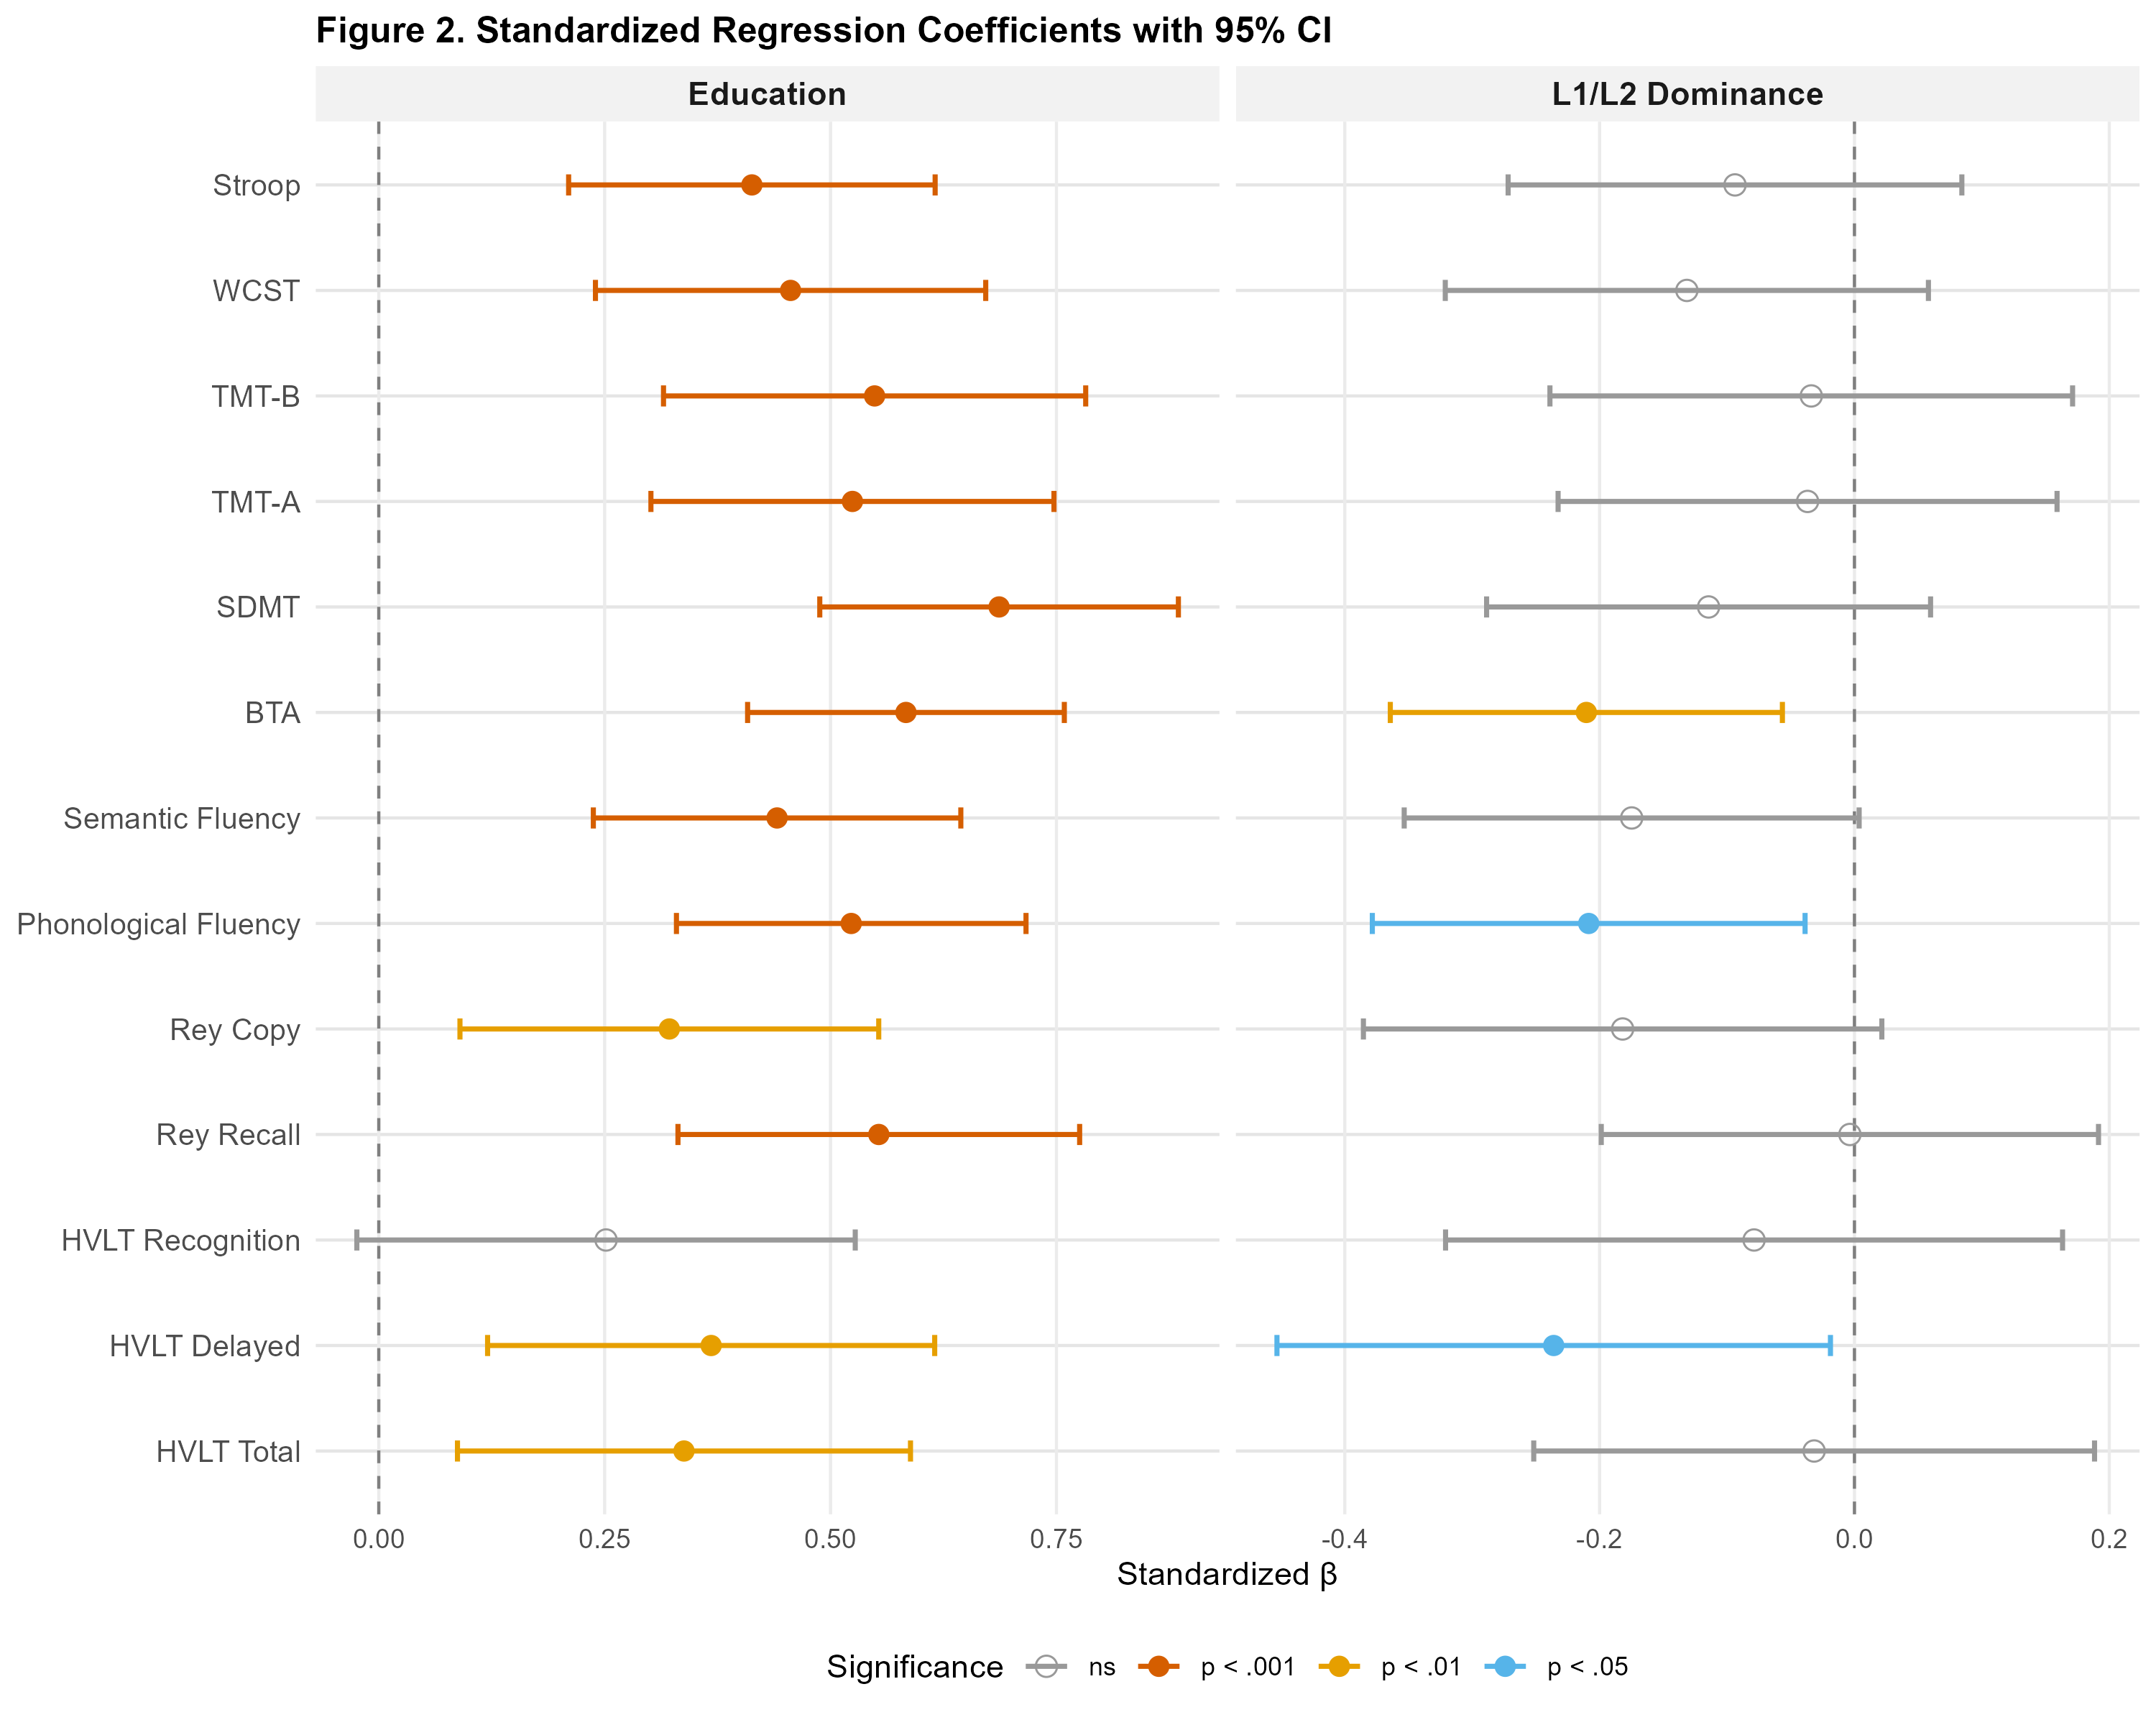 Figure 2. Standardized Regression Coefficients with 95% CI
Education
L1/L2 Dominance
Stroop
WCST
TMT-B
TMT-A
SDMT
BTA
Semantic Fluency
Phonological Fluency
Rey Copy
Rey Recall
HVLT Recognition
HVLT Delayed
HVLT Total
0.00 0.25 0.50 0.75 -0.4 -0.2 0.0 0.2
Standardized β
Significance ns p < .001 p < .01 p < .05